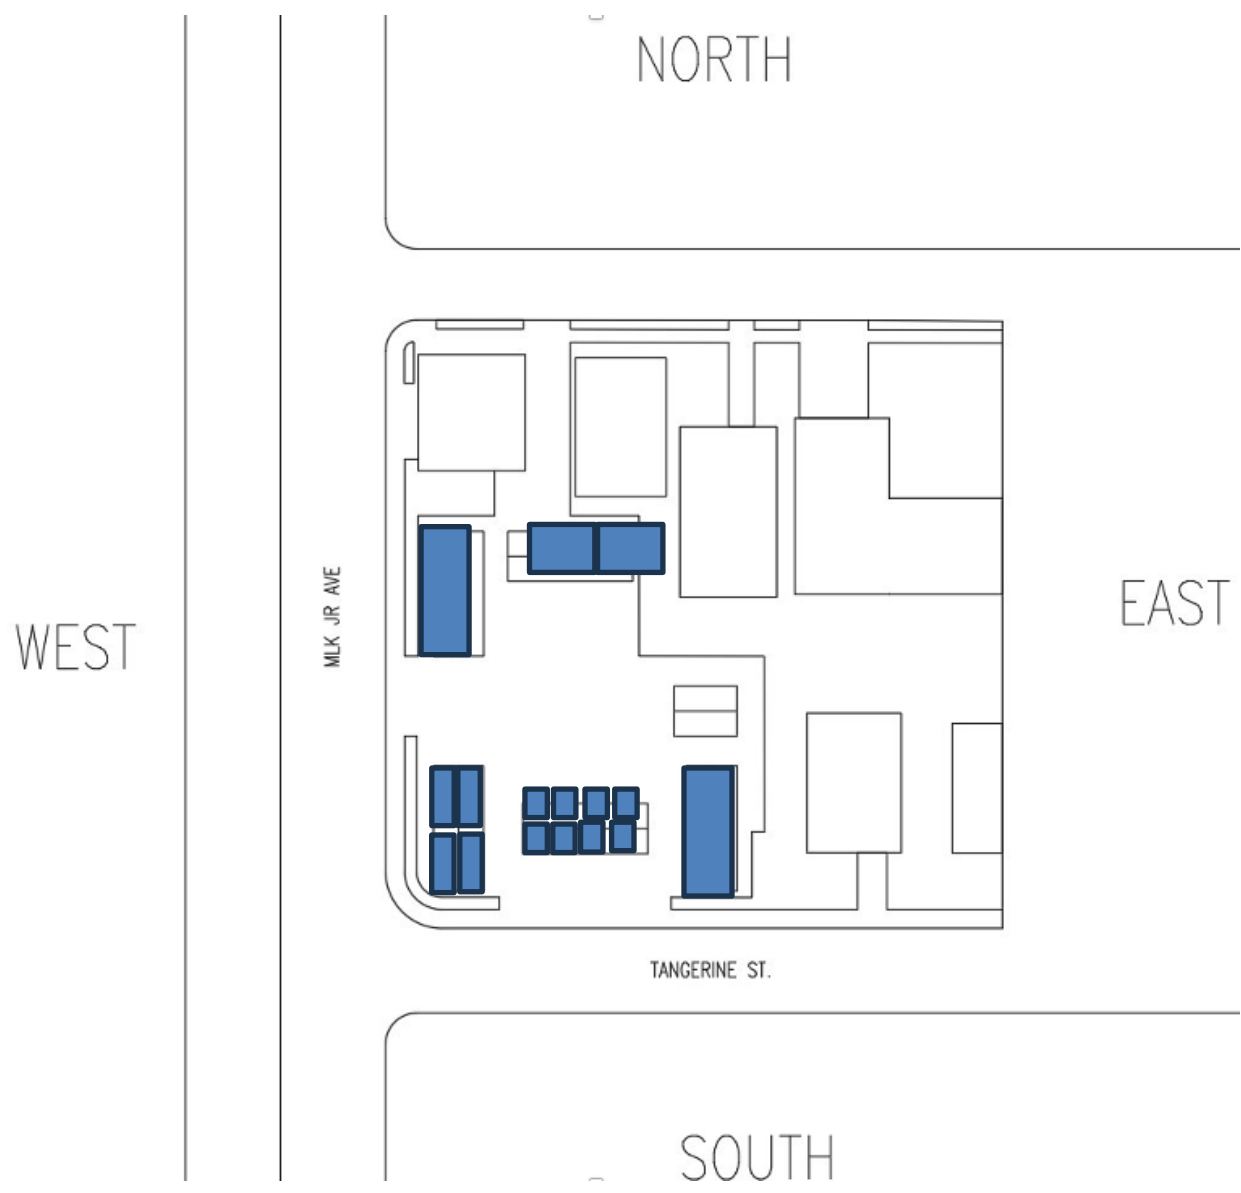 NORTH
MLK JR AVE
EAST
WEST
TANGERINE ST.
SOUTH